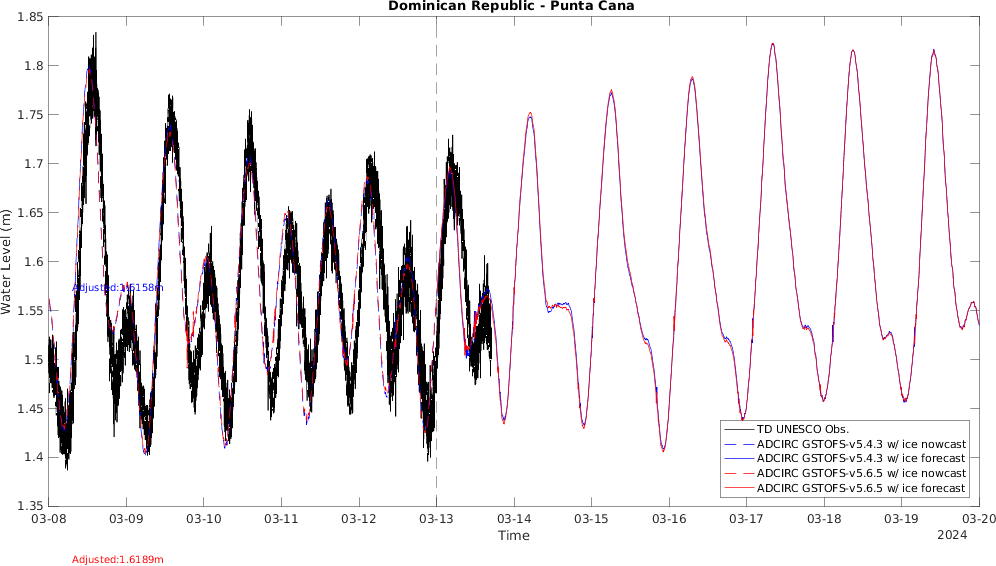 Dominican Republic - Punta Cana
1.85
1.8
1.75
1.7
1.65
1.6
1.55
1.5
1.45
1.4
1.35
Water Level (m)
Adjusted:1.6158m
TD UNESCO Obs.
ADCIRC GSTOFS-v5.4.3 w/ ice nowcast
ADCIRC GSTOFS-v5.4.3 w/ ice forecast
ADCIRC GSTOFS-v5.6.5 w/ ice nowcast
ADCIRC GSTOFS-v5.6.5 w/ ice forecast
03-08 03-09 03-10 03-11 03-12 03-13 03-14 03-15 03-16 03-17 03-18 03-19 03-20
Time
2024
Adjusted:1.6189m